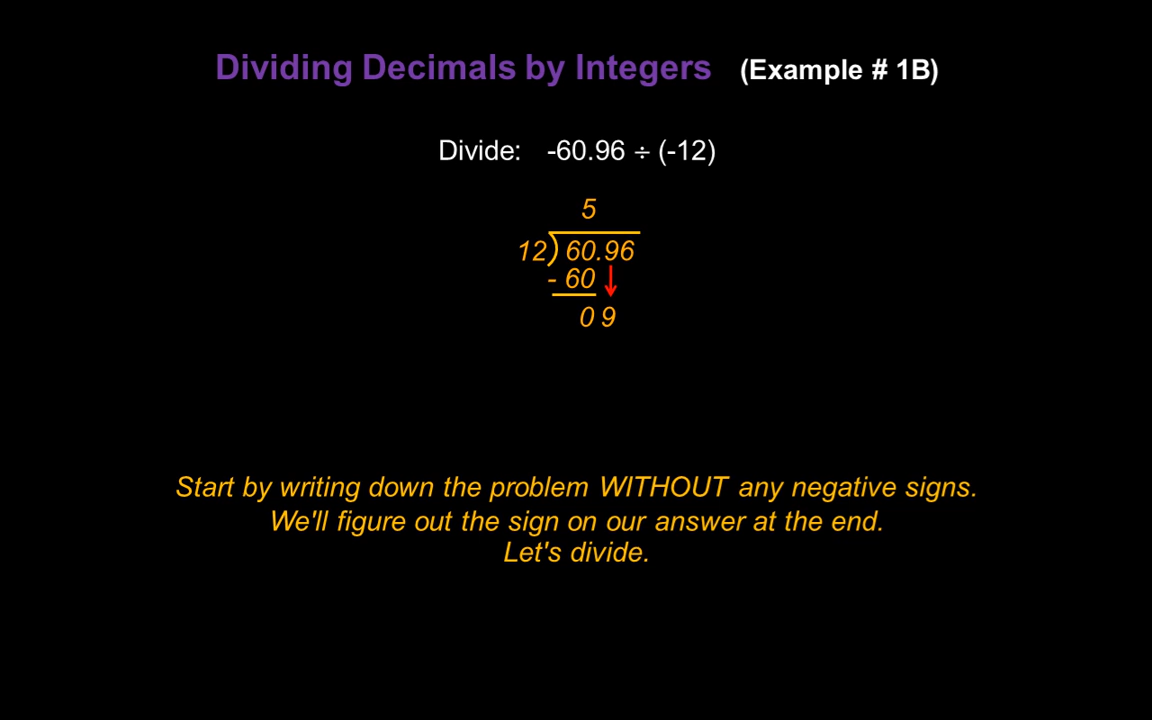 Dividing Decimals by Integers (Example # 1B)
Divide: -60.96 ÷ (-12)
5
12) 60.96
- 60
0 9
Start by writing down the problem WITHOUT any negative signs.
We'll figure out the sign on our answer at the end.
Let's divide.